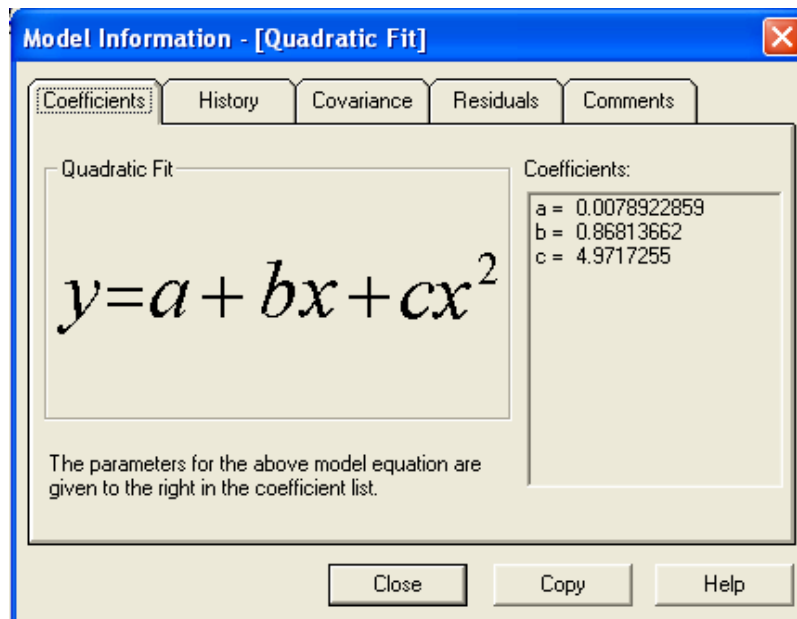 Model Information - [Quadratic Fit]
Coefficients History Covariance Residuals Comments
Quadratic Fit
y=a+bx+cx²
Coefficients:
a = 0.0078922859
b = 0.86813662
c = 4.9717255
The parameters for the above model equation are
given to the right in the coefficient list.
Close Copy Help